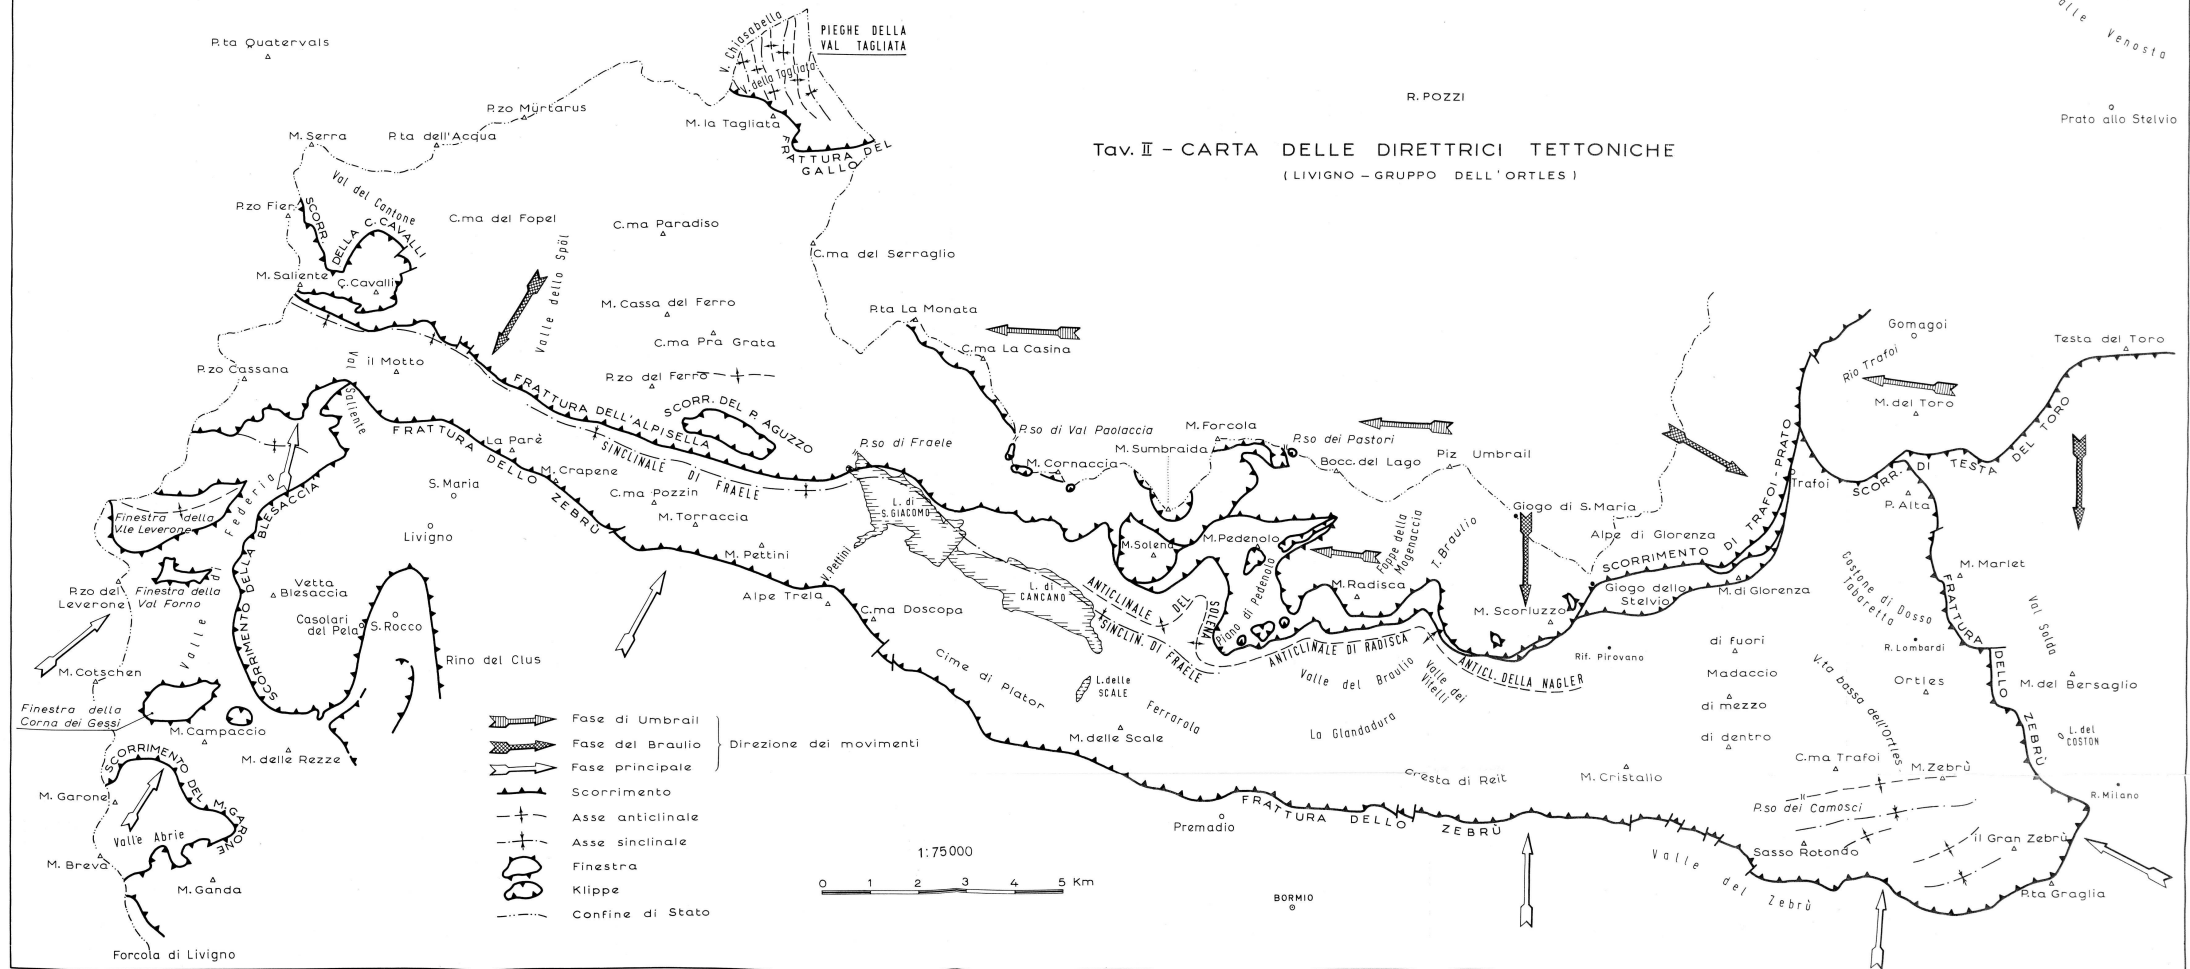 Valle Venosta
P.ta Quatervals
V. Chiasabella
PIEGHE DELLA
VAL TAGLIATA
V. della Tagliata
P.zo Mürtarus
M. la Tagliata
FRATTURA DEL
GALLO
R. POZZI
Prato allo Stelvio
M. Serra
P.ta dell'Acqua
Tav. II – CARTA DELLE DIRETTRICI TETTONICHE
( LIVIGNO – GRUPPO DELL'ORTLES )
Val del Cantone
P.zo Fier
SCORR. DELLA C. CAVALLI
C.ma del Fopel
C.ma Paradiso
C.ma del Serraglio
M. Saliente
C. Cavalli
Valle dello Spöl
M. Cassa del Ferro
P.ta La Monata
C.ma Pra Grata
C.ma La Casina
Gomagoi
Testa del Toro
Rio Trafoi
M. del Toro
P.zo Cassana
il Motto
Val Saliente
P.zo del Ferro
FRATTURA DELL'ALPISELLA
SCORR. DEL P. AGUZZO
SINCLINALE DI FRAELE
P.so di Fraele
P.so di Val Paolaccia
M. Sumbraida
M. Forcola
P.so dei Pastori
M. Cornaccia
Bocc. del Lago
Piz Umbrail
FRATTURA DELLO ZEBRÙ
La Parè
M. Crapene
S. Maria
C.ma Pozzin
M. Torraccia
L. di
S. GIACOMO
Trafoi
SCORR. DI TESTA DEL TORO
P. Alta
Finestra della
V.le Leverone
Valle di Federia
Livigno
M. Pettini
V. Pettini
M. Solena
M. Pedenolo
Foppe della
Mogenaccia
T. Braulio
Giogo di S. Maria
Alpe di Glorenza
SCORRIMENTO DI TRAFOI-PRATO
P.zo del
Leverone
Finestra della
Val Forno
Vetta
Blesaccia
SCORRIMENTO DELLA BLESACCIA
Casolari
del Pela
S. Rocco
Alpe Trela
C.ma Doscopa
L. di
CANCANO
ANTICLINALE DEL SOLENA
SINCLIN. DI FRAELE
Piano di Pedenolo
M. Radisca
M. Scorluzzo
Giogo dello
Stelvio
M. di Glorenza
Costone di Dosso
Tabaretta
M. Marlet
FRATTURA DELLO ZEBRÙ
Val Solda
M. Cotschen
Rino del Clus
Cime di Plator
L. delle
SCALE
Ferrarola
ANTICLINALE DI RADISCA
Valle del Braulio
Valle dei
Vitelli
ANTICL. DELLA NAGLER
Rif. Pirovano
di fuori
Madaccio
di mezzo
di dentro
R. Lombardi
Ortles
M. del Bersaglio
V.ta bassa dell'Ortles
Finestra della
Corna dei Gessi
M. Campaccio
M. delle Rezze
M. delle Scale
La Glandadura
L. del
COSTON
SCORRIMENTO DEL M. GARONE
M. Garone
Valle Abrie
M. Breva
M. Ganda
Forcola di Livigno
Fase di Umbrail
Fase del Braulio
Fase principale
Direzione dei movimenti
Scorrimento
Asse anticlinale
Asse sinclinale
Finestra
Klippe
Confine di Stato
1:75000
0 1 2 3 4 5 Km
Cresta di Reit
M. Cristallo
C.ma Trafoi
M. Zebrù
P.so dei Camosci
R. Milano
Premadio
FRATTURA DELLO ZEBRÙ
Sasso Rotondo
il Gran Zebrù
Valle del Zebrù
P.ta Graglia
BORMIO